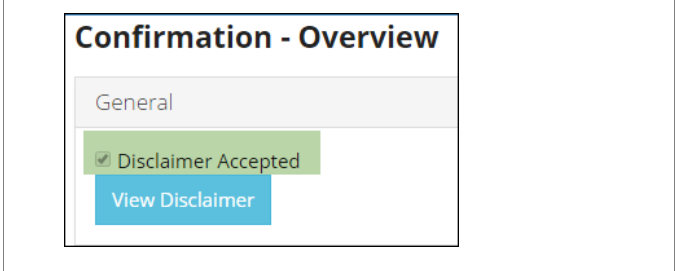 Confirmation - Overview
General
Disclaimer Accepted
View Disclaimer